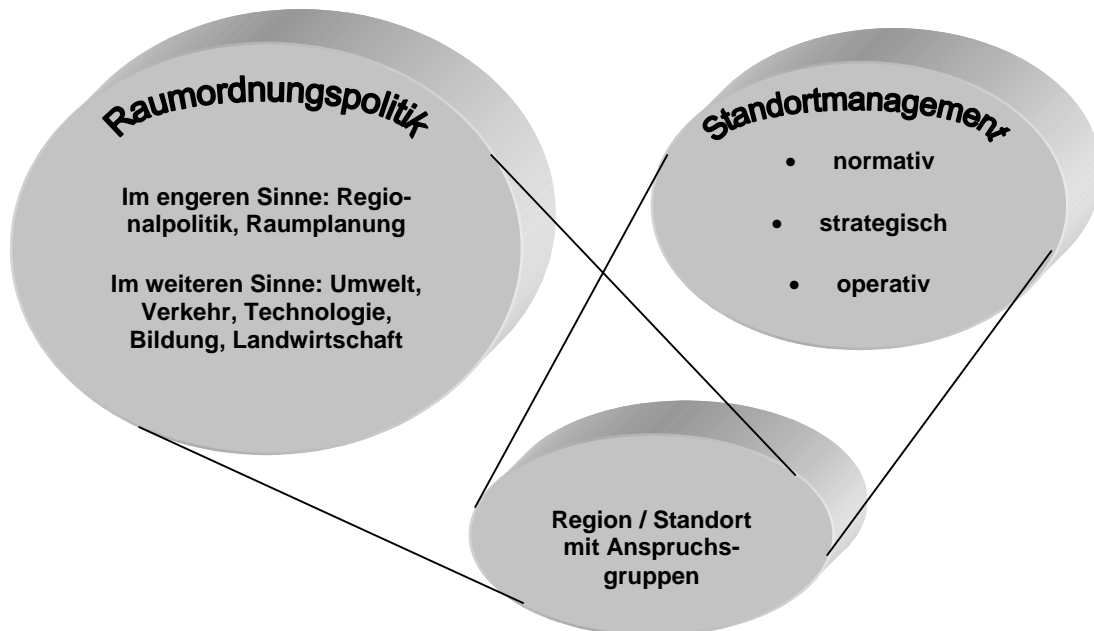 Raumordnungspolitik
Im engeren Sinne: Regio-
nalpolitik, Raumplanung
Im weiteren Sinne: Umwelt,
Verkehr, Technologie,
Bildung, Landwirtschaft
Standortmanagement
• normativ
• strategisch
• operativ
Region / Standort
mit Anspruchs-
gruppen